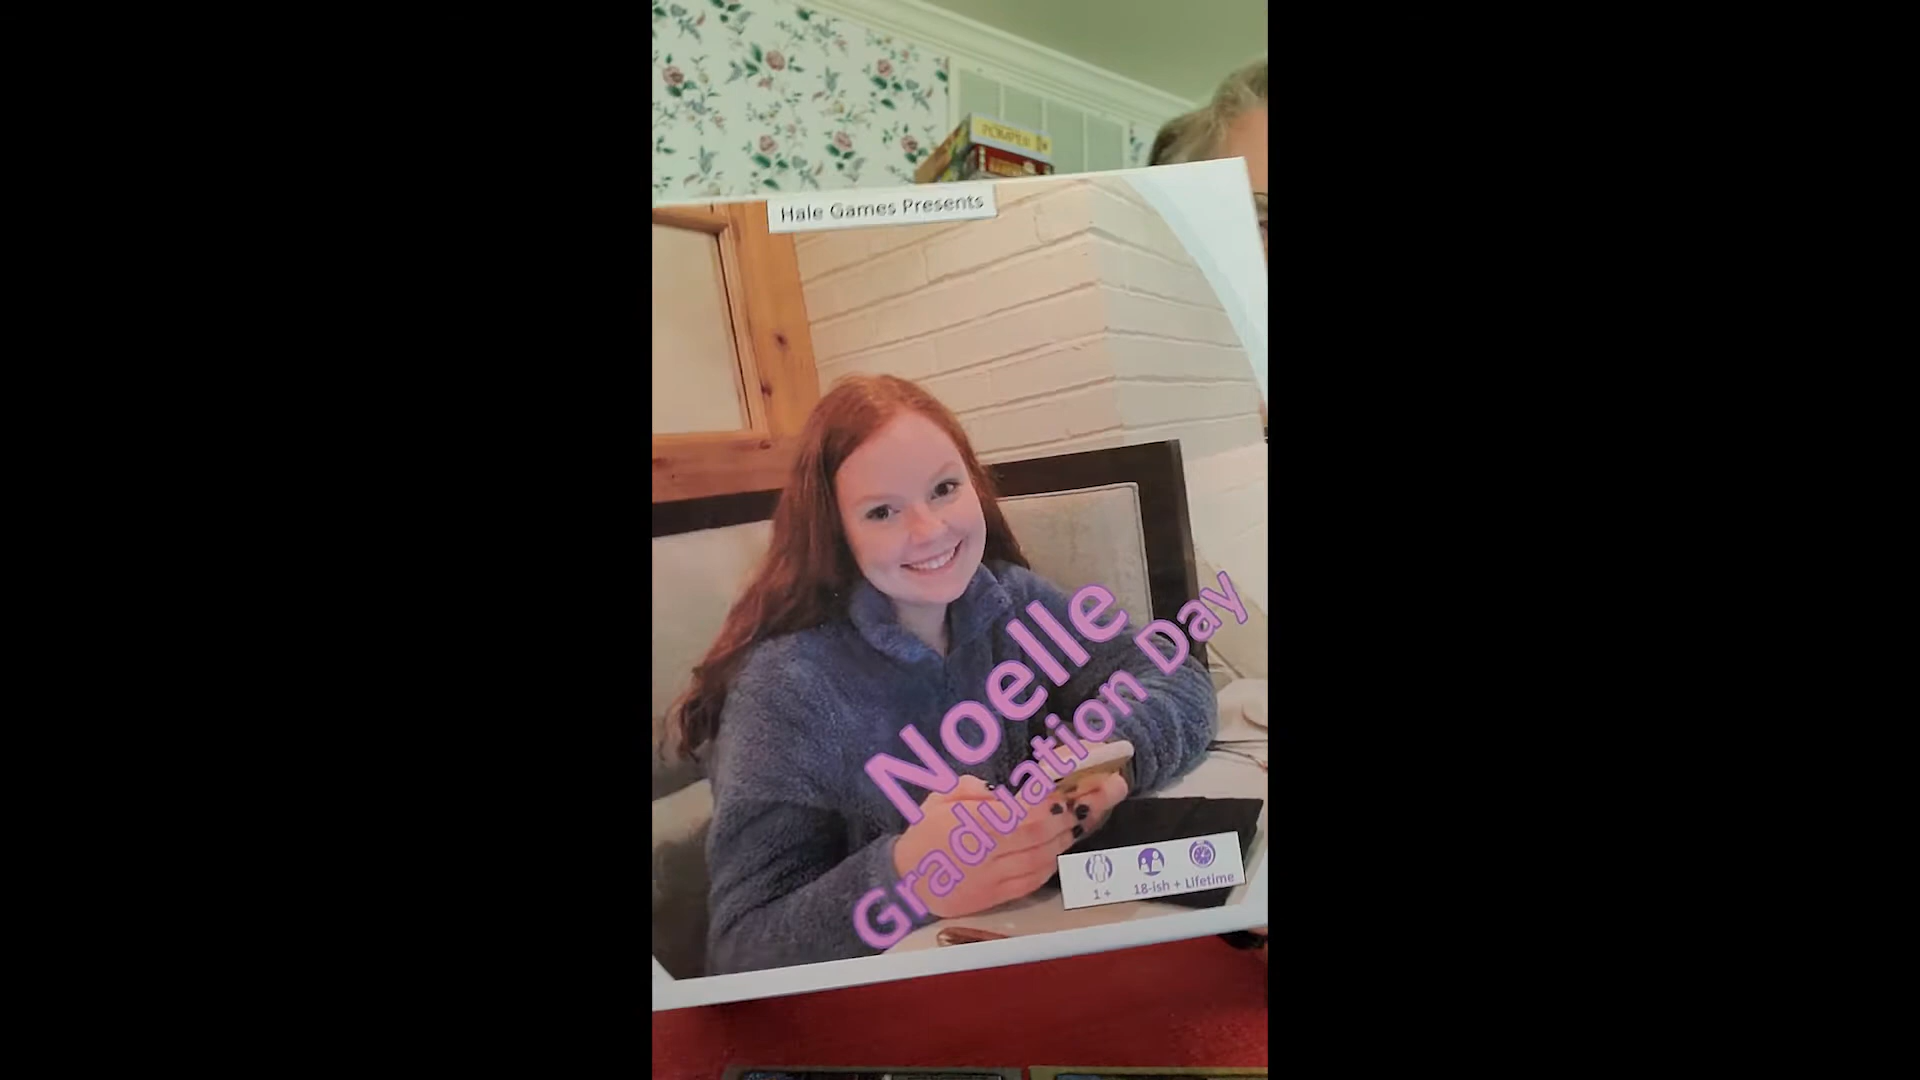 Hale Games Presents
Noelle
Graduation Day
1 +
18-ish +
Lifetime